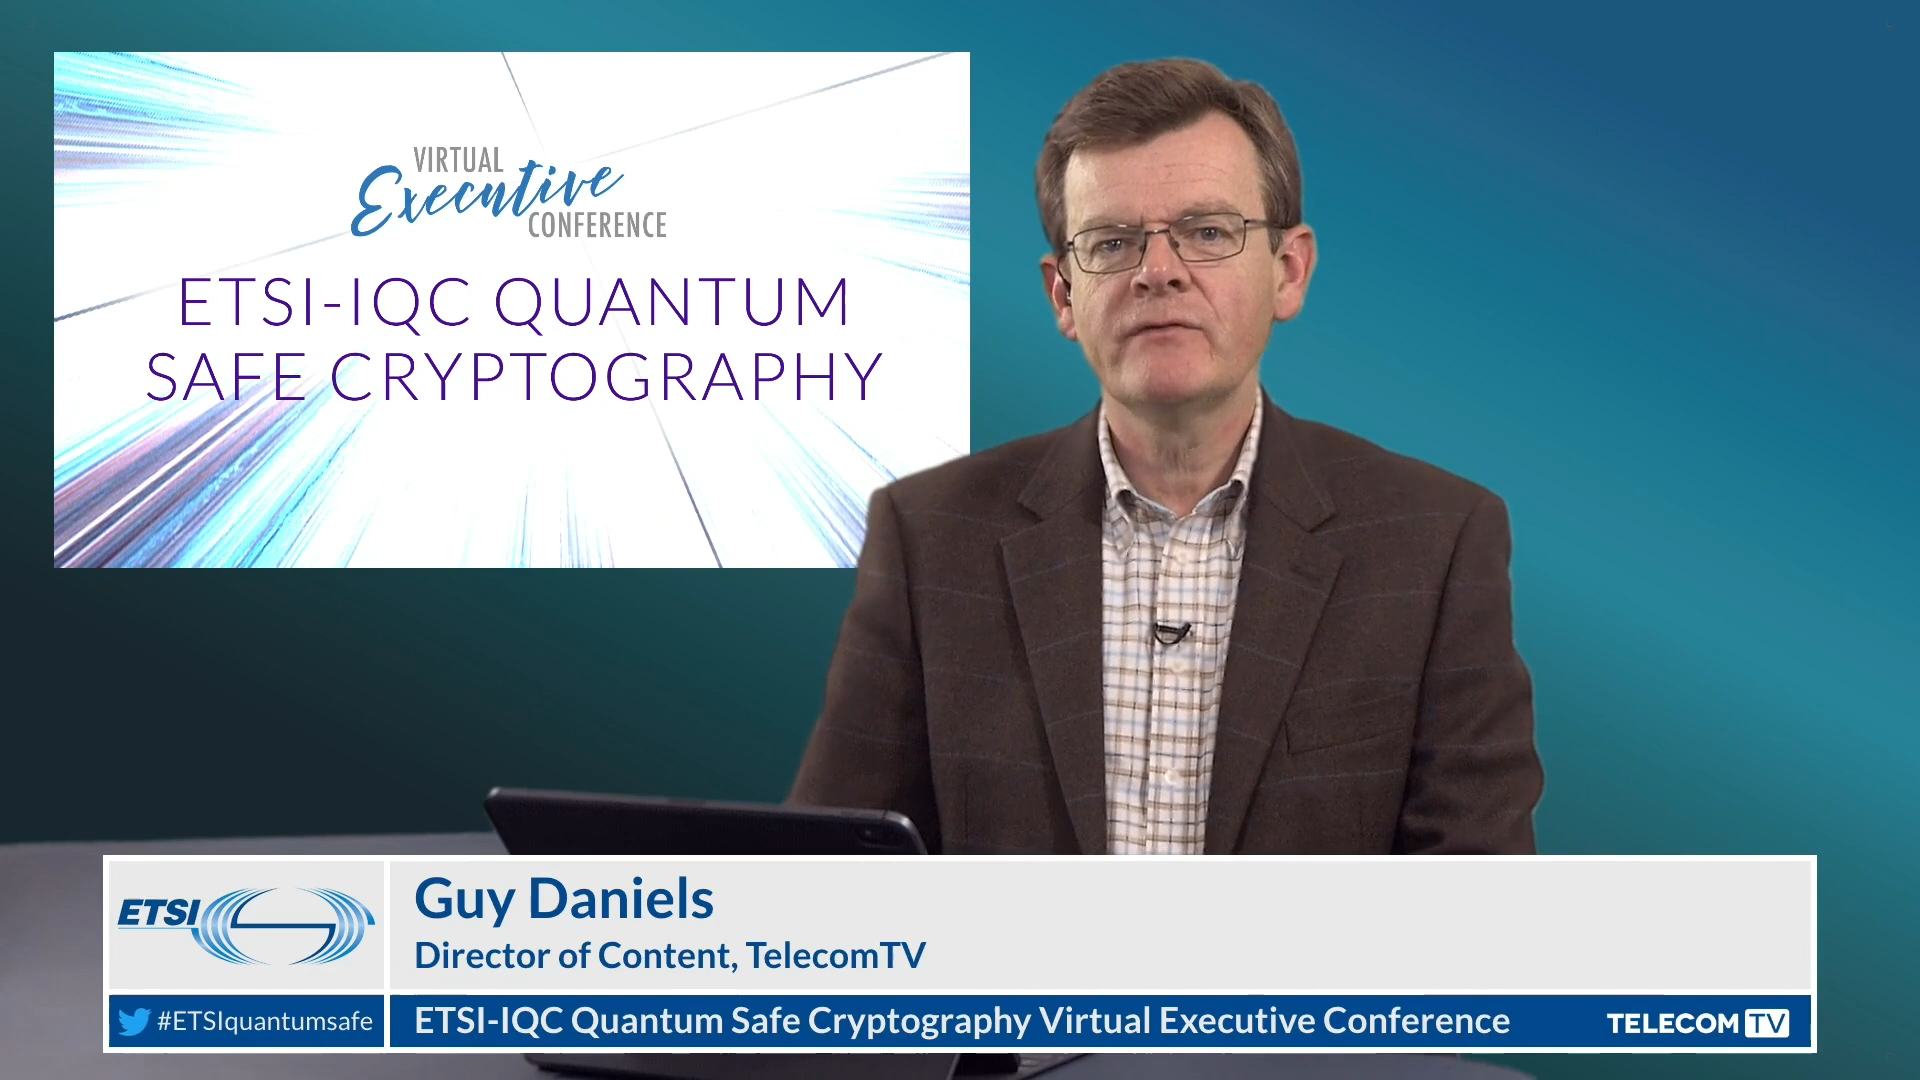 VIRTUAL
Executive
CONFERENCE
ETSI-IQC QUANTUM
SAFE CRYPTOGRAPHY
ETSI
Guy Daniels
Director of Content, TelecomTV
#ETSIquantumsafe
ETSI-IQC Quantum Safe Cryptography Virtual Executive Conference
TELECOM TV